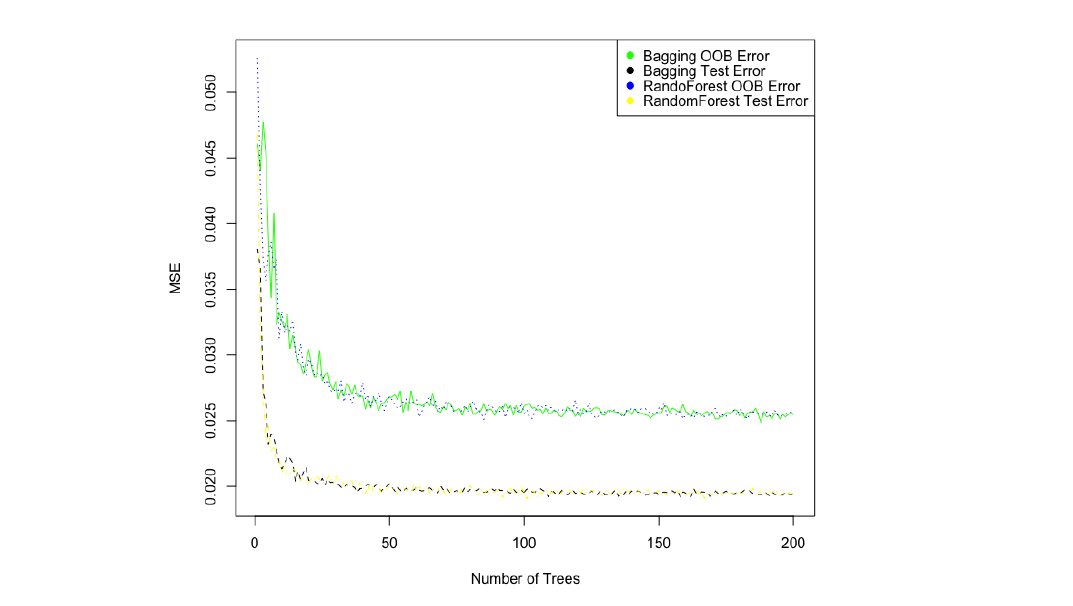 Bagging OOB Error
Bagging Test Error
RandoForest OOB Error
RandomForest Test Error
0.050
0.045
0.040
0.035
0.030
0.025
0.020
MSE
0 50 100 150 200
Number of Trees